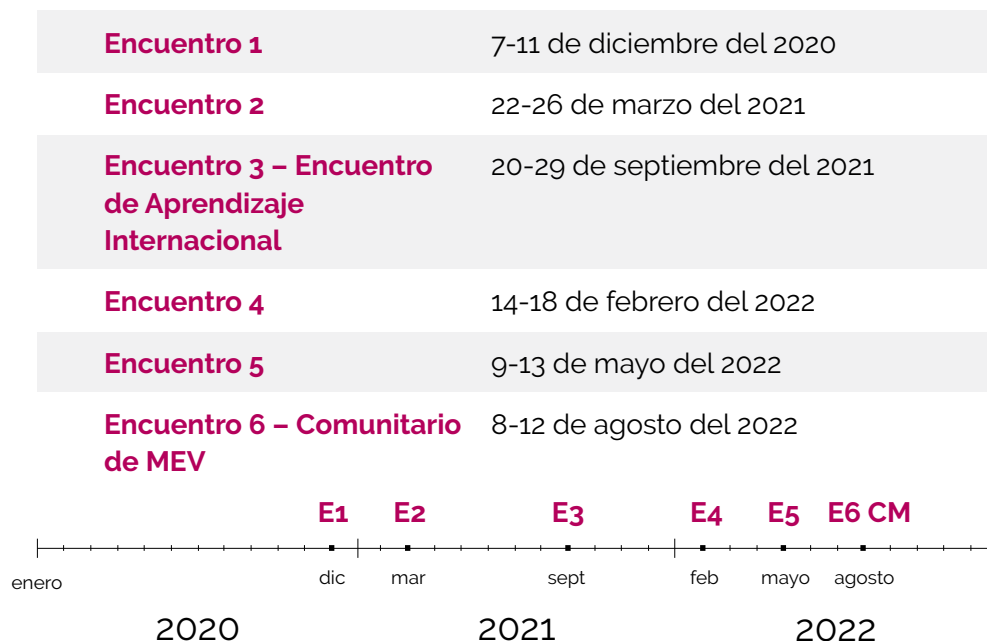 Encuentro 1 7-11 de diciembre del 2020
Encuentro 2 22-26 de marzo del 2021
Encuentro 3 – Encuentro 20-29 de septiembre del 2021
de Aprendizaje
Internacional
Encuentro 4 14-18 de febrero del 2022
Encuentro 5 9-13 de mayo del 2022
Encuentro 6 – Comunitario 8-12 de agosto del 2022
de MEV
E1 E2 E3 E4 E5 E6 CM
enero dic mar sept feb mayo agosto
2020 2021 2022